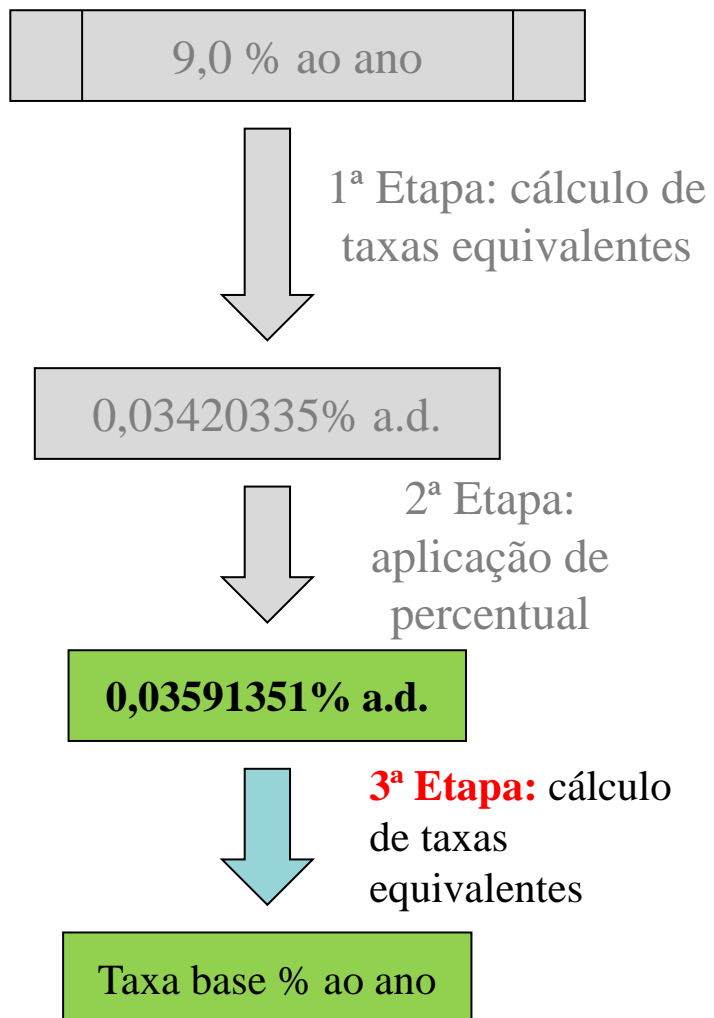 9,0 % ao ano
1ª Etapa: cálculo de
taxas equivalentes
0,03420335% a.d.
2ª Etapa:
aplicação de
percentual
0,03591351% a.d.
3ª Etapa: cálculo
de taxas
equivalentes
Taxa base % ao ano